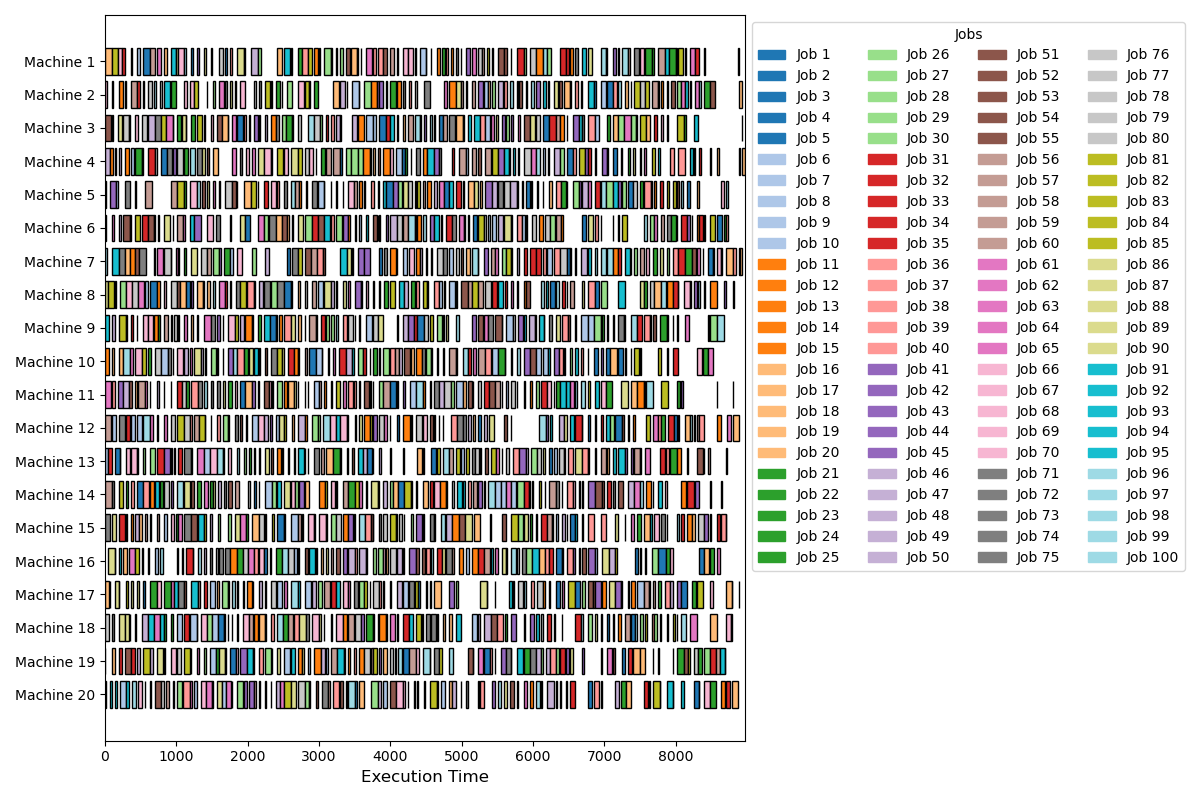 Jobs
Machine 1
Machine 2
Machine 3
Machine 4
Machine 5
Machine 6
Machine 7
Machine 8
Machine 9
Machine 10
Machine 11
Machine 12
Machine 13
Machine 14
Machine 15
Machine 16
Machine 17
Machine 18
Machine 19
Machine 20
0 1000 2000 3000 4000 5000 6000 7000 8000
Execution Time
Job 1 Job 26 Job 51 Job 76
Job 2 Job 27 Job 52 Job 77
Job 3 Job 28 Job 53 Job 78
Job 4 Job 29 Job 54 Job 79
Job 5 Job 30 Job 55 Job 80
Job 6 Job 31 Job 56 Job 81
Job 7 Job 32 Job 57 Job 82
Job 8 Job 33 Job 58 Job 83
Job 9 Job 34 Job 59 Job 84
Job 10 Job 35 Job 60 Job 85
Job 11 Job 36 Job 61 Job 86
Job 12 Job 37 Job 62 Job 87
Job 13 Job 38 Job 63 Job 88
Job 14 Job 39 Job 64 Job 89
Job 15 Job 40 Job 65 Job 90
Job 16 Job 41 Job 66 Job 91
Job 17 Job 42 Job 67 Job 92
Job 18 Job 43 Job 68 Job 93
Job 19 Job 44 Job 69 Job 94
Job 20 Job 45 Job 70 Job 95
Job 21 Job 46 Job 71 Job 96
Job 22 Job 47 Job 72 Job 97
Job 23 Job 48 Job 73 Job 98
Job 24 Job 49 Job 74 Job 99
Job 25 Job 50 Job 75 Job 100